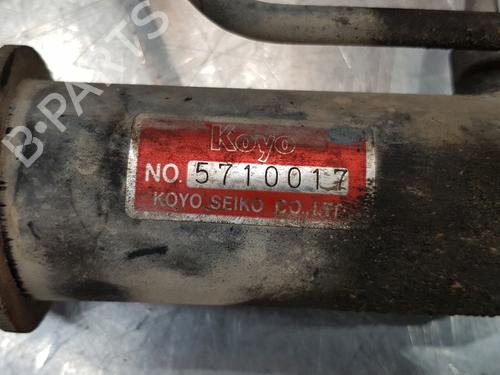 Koyo
NO. 5710017
KOYO SEIKO CO.,LTD.
B-PARTS